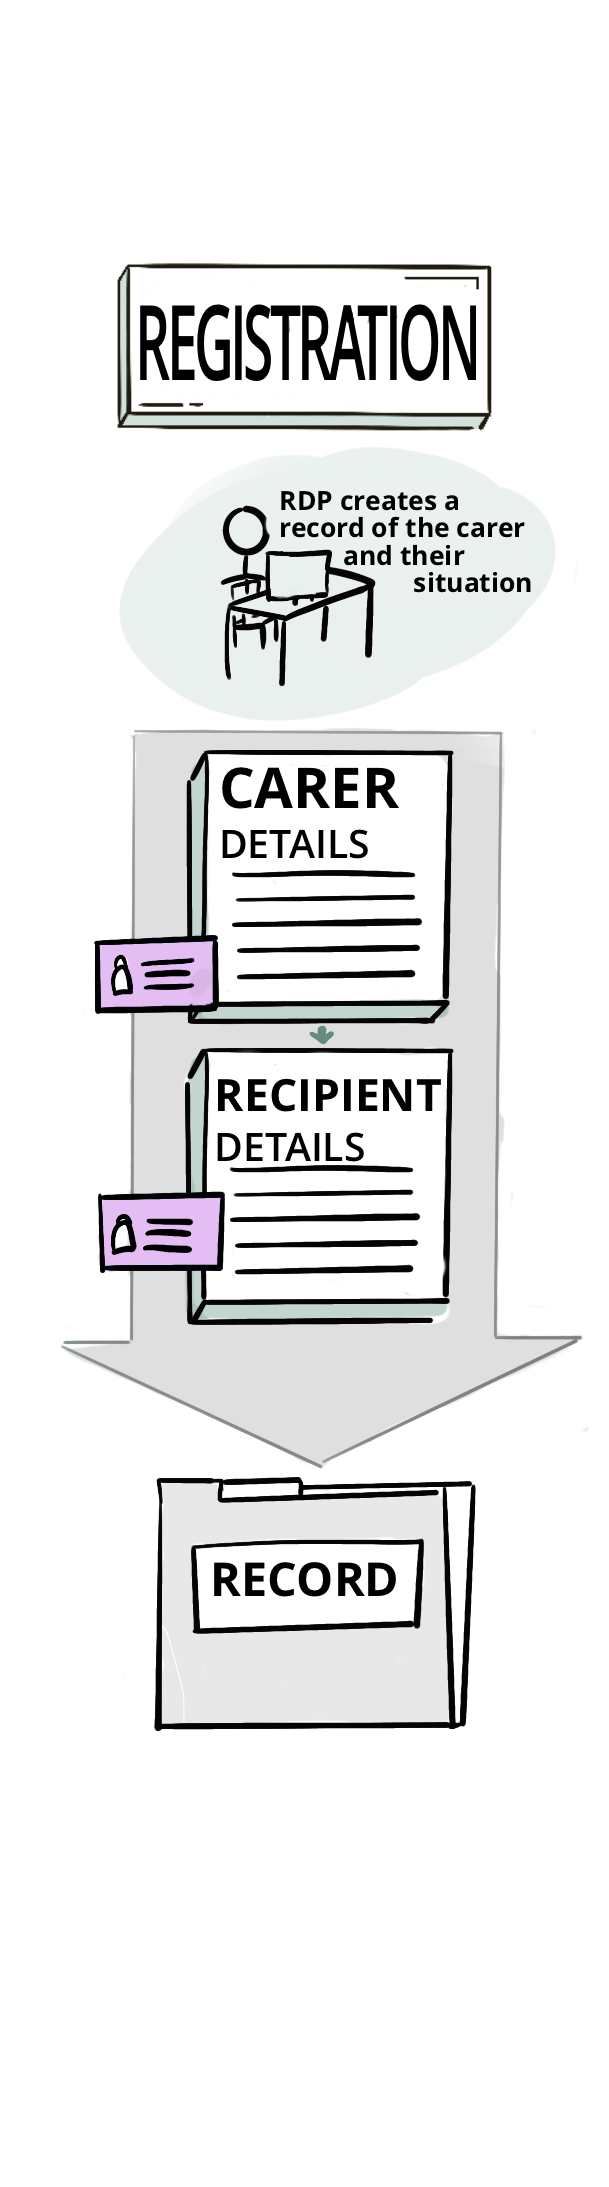 REGISTRATION
RDP creates a
record of the carer
and their
situation
CARER
DETAILS
RECIPIENT
DETAILS
RECORD